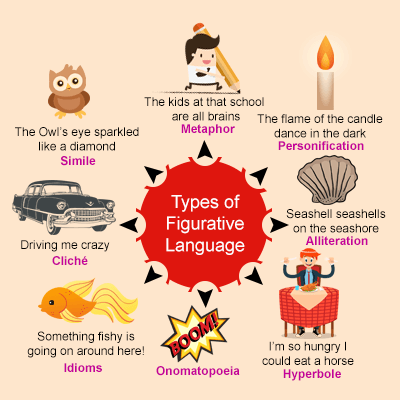 The kids at that school
are all brains
Metaphor
The flame of the candle
dance in the dark
Personification
The Owl's eye sparkled
like a diamond
Simile
Types of
Figurative
Language
Seashell seashells
on the seashore
Alliteration
Driving me crazy
Cliché
Something fishy is
going on around here!
Idioms
BOOM!
Onomatopoeia
I'm so hungry I
could eat a horse
Hyperbole